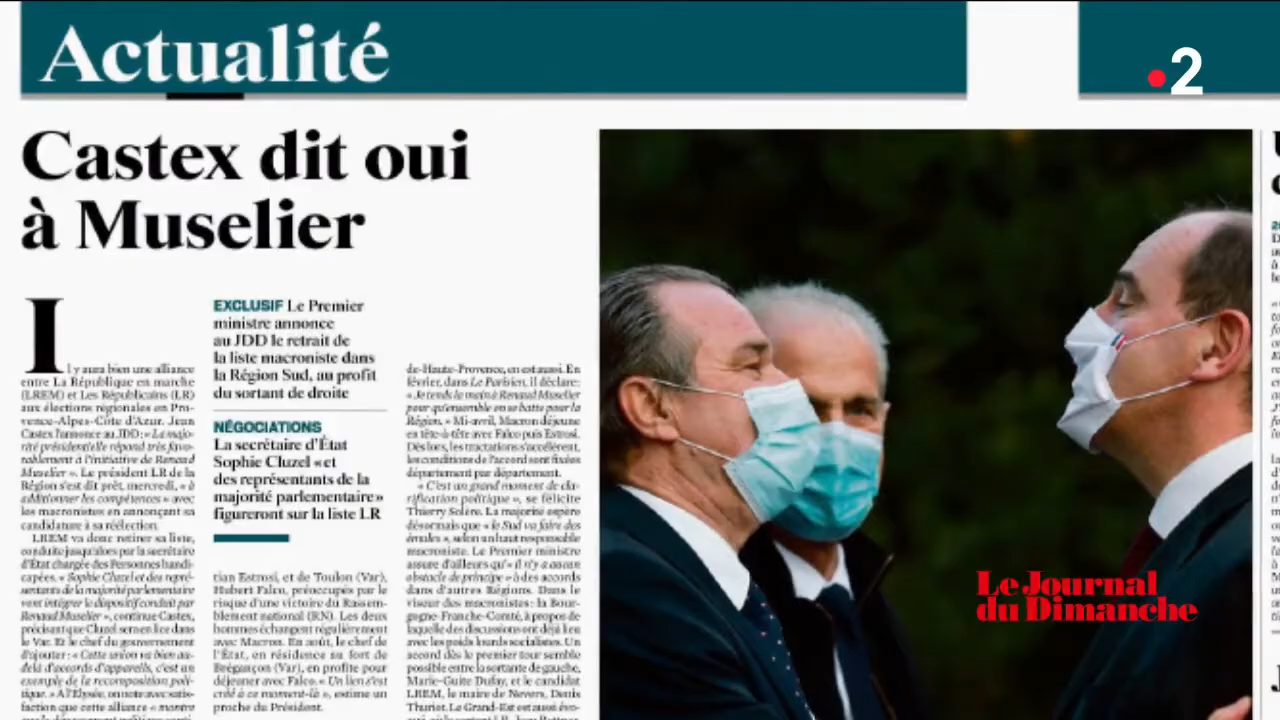 Actualité
2
Castex dit oui
à Muselier
Il y aura bien une alliance
entre La République en marche
(LREM) et Les Républicains (LR)
aux élections régionales en Pro-
vence-Alpes-Côte d'Azur. Jean
Castex l'annonce au JDD : « La majo-
rité présidentielle répond très favo-
rablement à l'initiative de Renaud
Muselier ». Le président LR de la
Région s'est dit prêt, mercredi, « à
additionner les compétences » avec
les macronistes en annonçant sa
candidature à sa réélection.
LREM va donc retirer sa liste,
conduite jusqu'alors par la secrétaire
d'État chargée des Personnes handi-
capées. « Sophie Cluzel et des repré-
sentants de la majorité parlementaire
vont intégrer le dispositif conduit par
Renaud Muselier », continue Castex,
précisant que Cluzel sera en lice dans
le Var. Et le chef du gouvernement
d'ajouter : « Cette union va bien au-
delà d'accords d'appareils, c'est un
exemple de la recomposition poli-
tique. » À l'Élysée, on note avec satis-
faction que cette alliance « montre
EXCLUSIF Le Premier
ministre annonce
au JDD le retrait de
la liste macroniste dans
la Région Sud, au profit
du sortant de droite
NÉGOCIATIONS
La secrétaire d'État
Sophie Cluzel « et
des représentants de la
majorité parlementaire »
figureront sur la liste LR
tian Estrosi, et de Toulon (Var),
Hubert Falco, préoccupés par le
risque d'une victoire du Rassem-
blement national (RN). Les deux
hommes échangent régulièrement
avec Macron. En août, le chef de
l'État, en résidence au fort de
Brégançon (Var), en profite pour
déjeuner avec Falco. « Un lien s'est
créé à ce moment-là », estime un
proche du Président.
de-Haute-Provence, en est aussi. En
février, dans Le Parisien, il déclare :
« Je tends la main à Renaud Muselier
pour qu'ensemble on se batte pour la
Région. » Mi-avril, Macron déjeune
en tête-à-tête avec Falco puis Estrosi.
Dès lors, les tractations s'accélèrent,
les conditions de l'accord sont fixées
département par département.
« C'est un grand moment de cla-
rification politique », se félicite
Thierry Solère. La majorité espère
désormais que « le Sud va faire des
émules », selon un haut responsable
macroniste. Le Premier ministre
assure d'ailleurs qu'« il n'y a aucun
obstacle de principe » à des accords
dans d'autres Régions. Dans le
viseur des macronistes : la Bour-
gogne-Franche-Comté, à propos de
laquelle des discussions ont déjà lieu
avec les poids lourds socialistes. Un
accord dès le premier tour semble
possible entre la sortante de gauche,
Marie-Guite Dufay, et le candidat
LREM, le maire de Nevers, Denis
Thuriot. Le Grand-Est est aussi évo-
Le Journal
du Dimanche